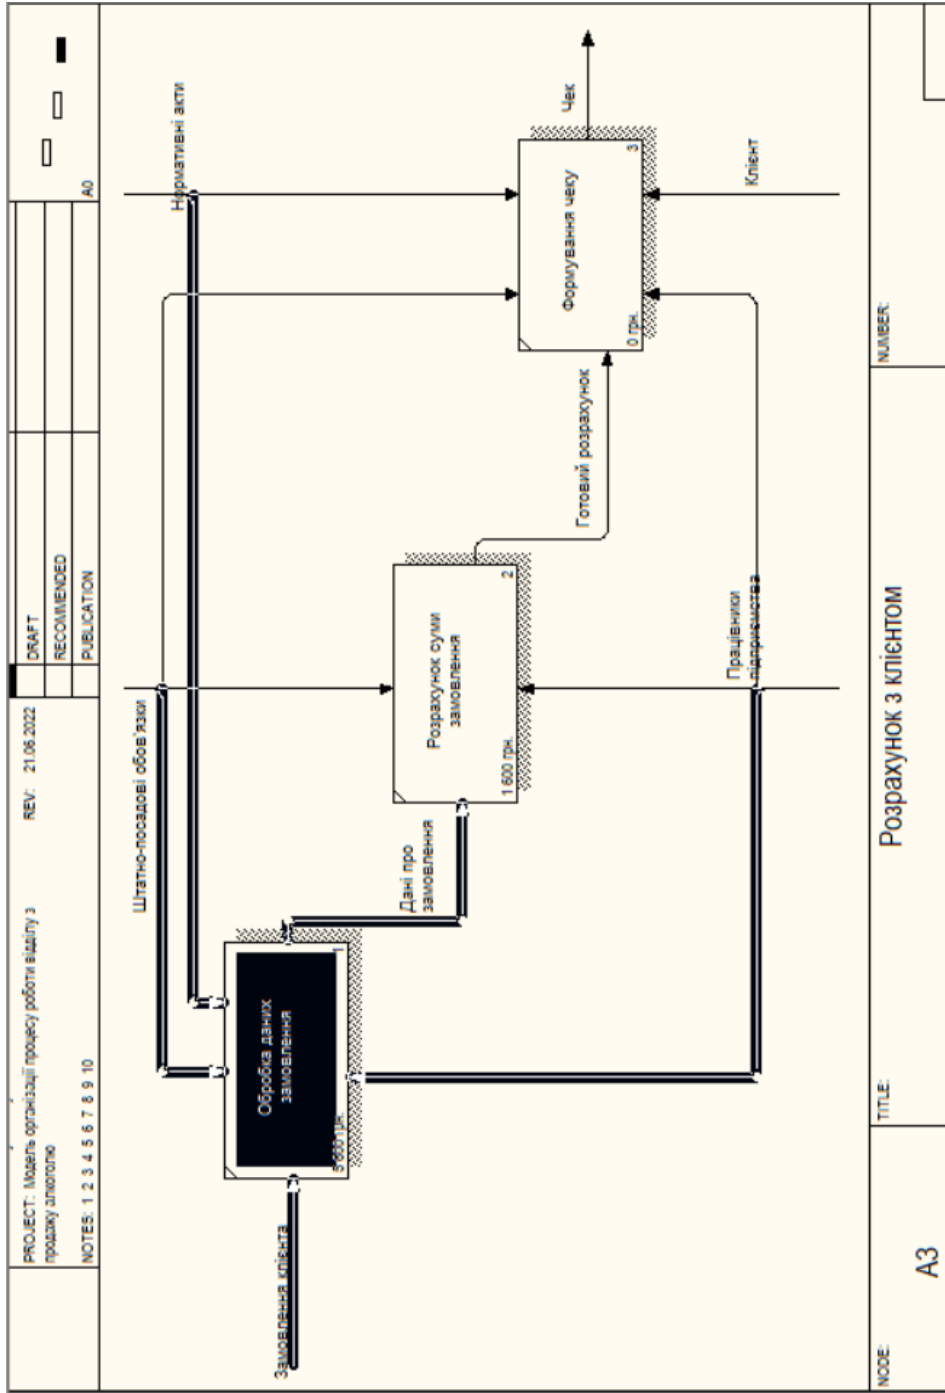 PROJECT: Модель організації процесу роботи відділу з
продажу алкоголю
NOTES: 1 2 3 4 5 6 7 8 9 10
REV: 21.06.2022
DRAFT
RECOMMENDED
PUBLICATION
A0
Штатно-посадові обов`язки
Нормативні акти
Замовлення клієнта
Обробка даних
замовлення
5 600 грн.
1
Дані про
замовлення
Розрахунок суми
замовлення
1 600 грн.
2
Готовий розрахунок
Формування чеку
0 грн.
3
Чек
Працівники
підприємства
Клієнт
NODE:
A3
TITLE:
Розрахунок з клієнтом
NUMBER: